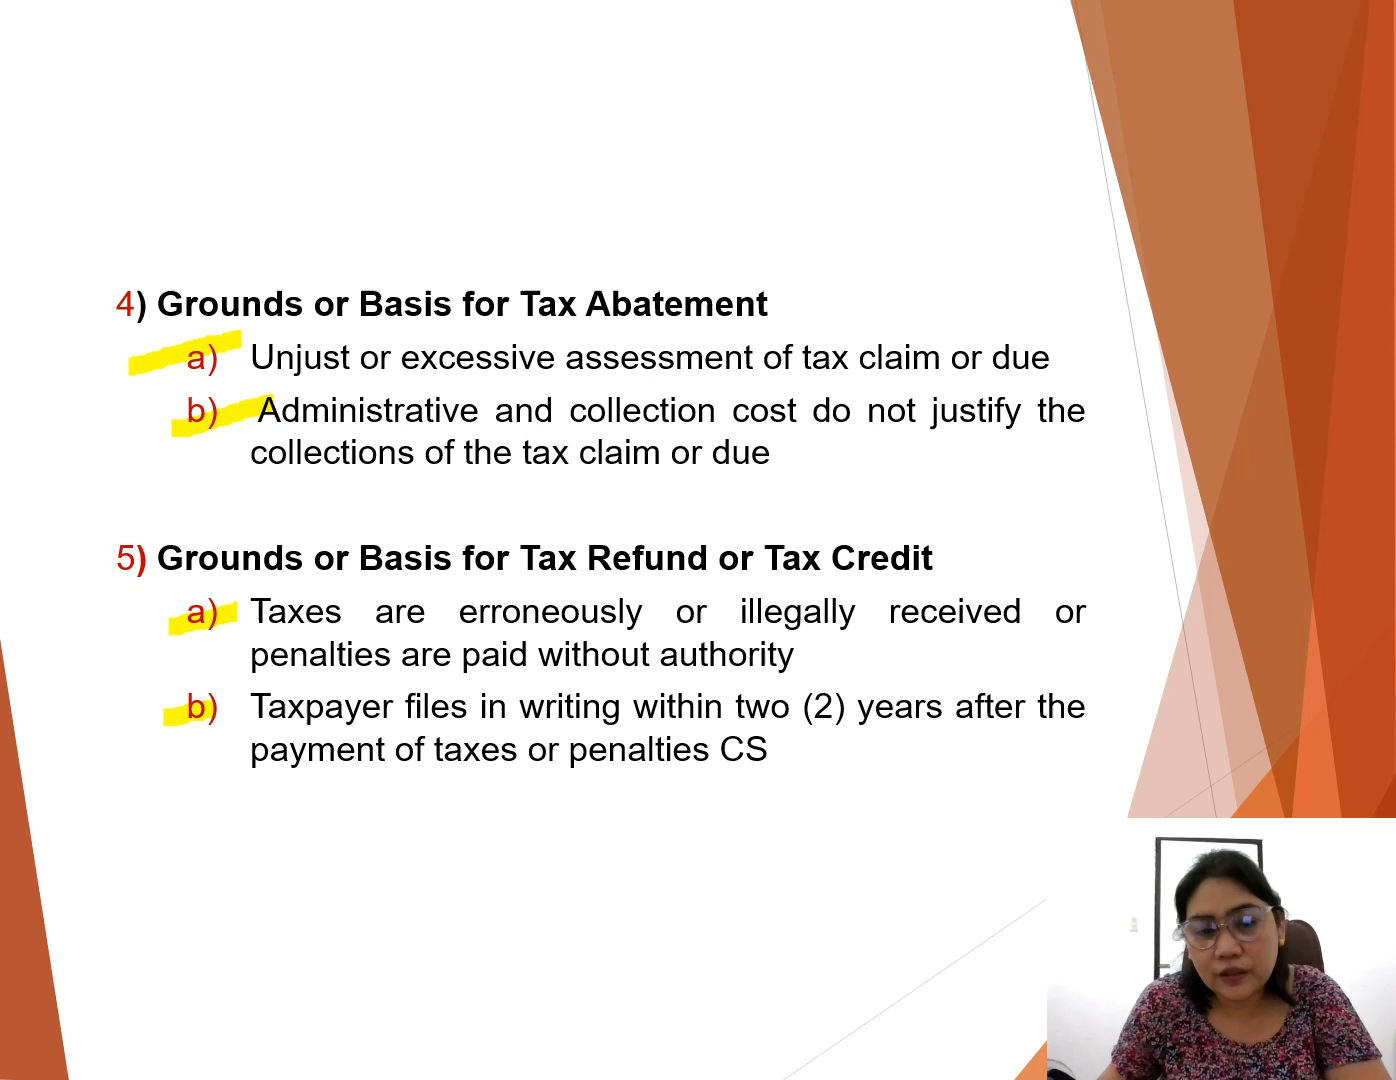 4) Grounds or Basis for Tax Abatement
a) Unjust or excessive assessment of tax claim or due
b) Administrative and collection cost do not justify the
collections of the tax claim or due
5) Grounds or Basis for Tax Refund or Tax Credit
a) Taxes are erroneously or illegally received or
penalties are paid without authority
b) Taxpayer files in writing within two (2) years after the
payment of taxes or penalties CS